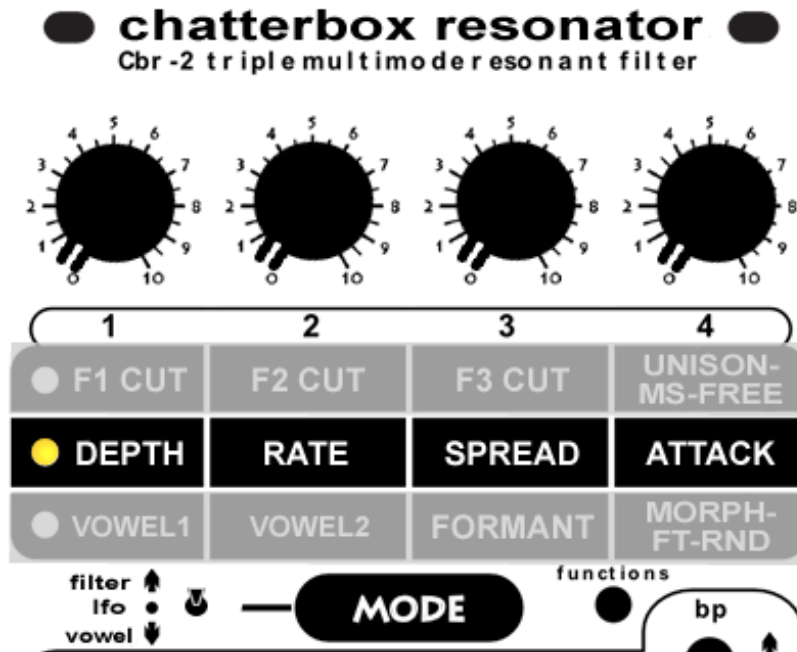 chatterbox resonator
Cbr-2 triple multimode resonant filter
5 5 5 5
4 6 4 6 4 6 4 6
3 7 3 7 3 7 3 7
2 8 2 8 2 8 2 8
1 9 1 9 1 9 1 9
0 10 0 10 0 10 0 10
1 2 3 4
F1 CUT F2 CUT F3 CUT UNISON-
MS-FREE
DEPTH RATE SPREAD ATTACK
VOWEL1 VOWEL2 FORMANT MORPH-
FT-RND
filter
lfo
vowel
MODE
functions
bp